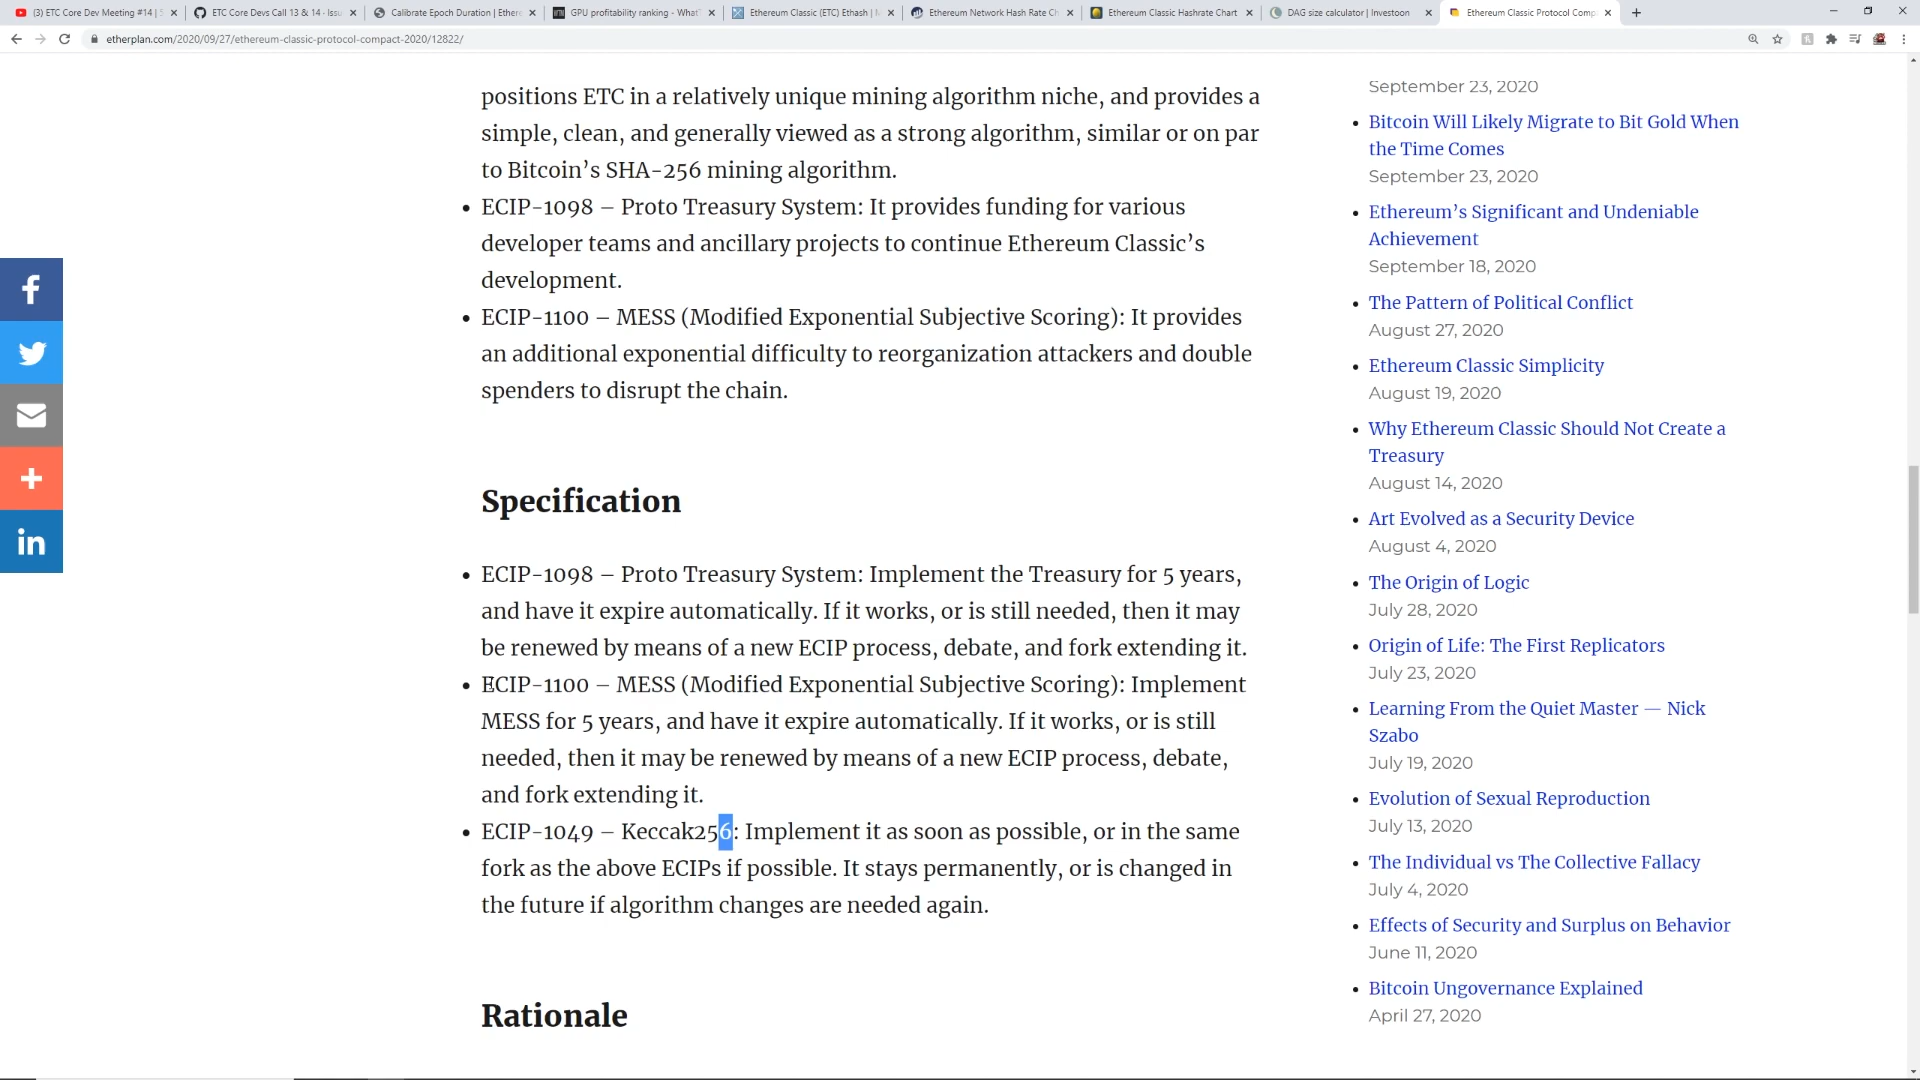 (3) ETC Core Dev Meeting #14 | S
ETC Core Devs Call 13 & 14 · Issu
Calibrate Epoch Duration | Ether
GPU profitability ranking - What
Ethereum Classic (ETC) Ethash |
Ethereum Network Hash Rate Ch
Ethereum Classic Hashrate Chart
DAG size calculator | Investoon
Ethereum Classic Protocol Comp
etherplan.com/2020/09/27/ethereum-classic-protocol-compact-2020/12822/
positions ETC in a relatively unique mining algorithm niche, and provides a
simple, clean, and generally viewed as a strong algorithm, similar or on par
to Bitcoin’s SHA-256 mining algorithm.
• ECIP-1098 – Proto Treasury System: It provides funding for various
developer teams and ancillary projects to continue Ethereum Classic’s
development.
• ECIP-1100 – MESS (Modified Exponential Subjective Scoring): It provides
an additional exponential difficulty to reorganization attackers and double
spenders to disrupt the chain.
Specification
• ECIP-1098 – Proto Treasury System: Implement the Treasury for 5 years,
and have it expire automatically. If it works, or is still needed, then it may
be renewed by means of a new ECIP process, debate, and fork extending it.
• ECIP-1100 – MESS (Modified Exponential Subjective Scoring): Implement
MESS for 5 years, and have it expire automatically. If it works, or is still
needed, then it may be renewed by means of a new ECIP process, debate,
and fork extending it.
• ECIP-1049 – Keccak256: Implement it as soon as possible, or in the same
fork as the above ECIPs if possible. It stays permanently, or is changed in
the future if algorithm changes are needed again.
Rationale
September 23, 2020
• Bitcoin Will Likely Migrate to Bit Gold When
the Time Comes
September 23, 2020
• Ethereum’s Significant and Undeniable
Achievement
September 18, 2020
• The Pattern of Political Conflict
August 27, 2020
• Ethereum Classic Simplicity
August 19, 2020
• Why Ethereum Classic Should Not Create a
Treasury
August 14, 2020
• Art Evolved as a Security Device
August 4, 2020
• The Origin of Logic
July 28, 2020
• Origin of Life: The First Replicators
July 23, 2020
• Learning From the Quiet Master — Nick
Szabo
July 19, 2020
• Evolution of Sexual Reproduction
July 13, 2020
• The Individual vs The Collective Fallacy
July 4, 2020
• Effects of Security and Surplus on Behavior
June 11, 2020
• Bitcoin Ungovernance Explained
April 27, 2020